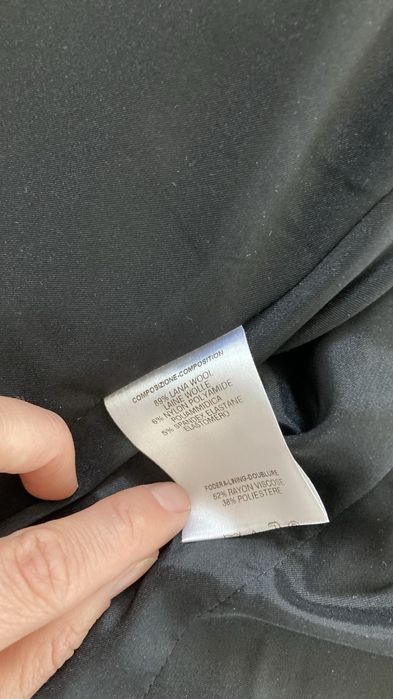 COMPOSIZIONE-COMPOSITION
89% LANA WOOL
LAINE WOLLE
6% NYLON POLYAMIDE
POLIAMMIDICA
5% SPANDEX ELASTANE
ELASTOMERO
FODERA-LINING-DOUBLURE
62% RAYON VISCOSE
38% POLIESTERE